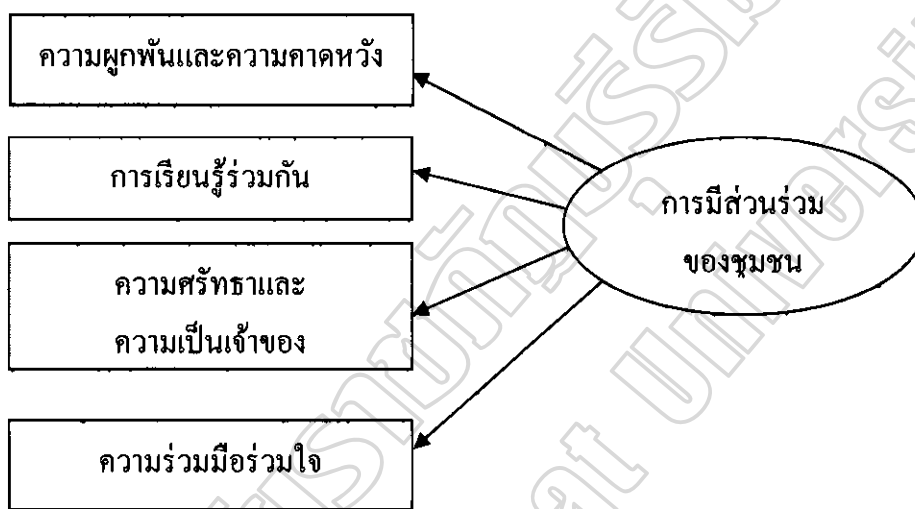 ความผูกพันและความคาดหวัง
การเรียนรู้ร่วมกัน
ความศรัทธาและ
ความเป็นเจ้าของ
ความร่วมมือร่วมใจ
การมีส่วนร่วม
ของชุมชน